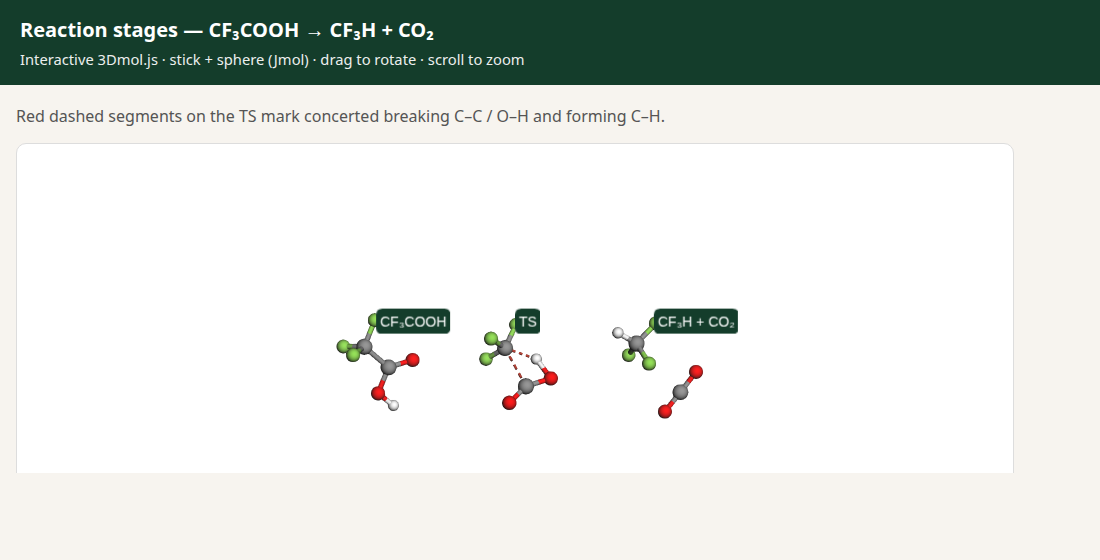 Reaction stages — CF₃COOH → CF₃H + CO₂
Interactive 3Dmol.js · stick + sphere (Jmol) · drag to rotate · scroll to zoom
Red dashed segments on the TS mark concerted breaking C–C / O–H and forming C–H.
CF₃COOH
TS
CF₃H + CO₂